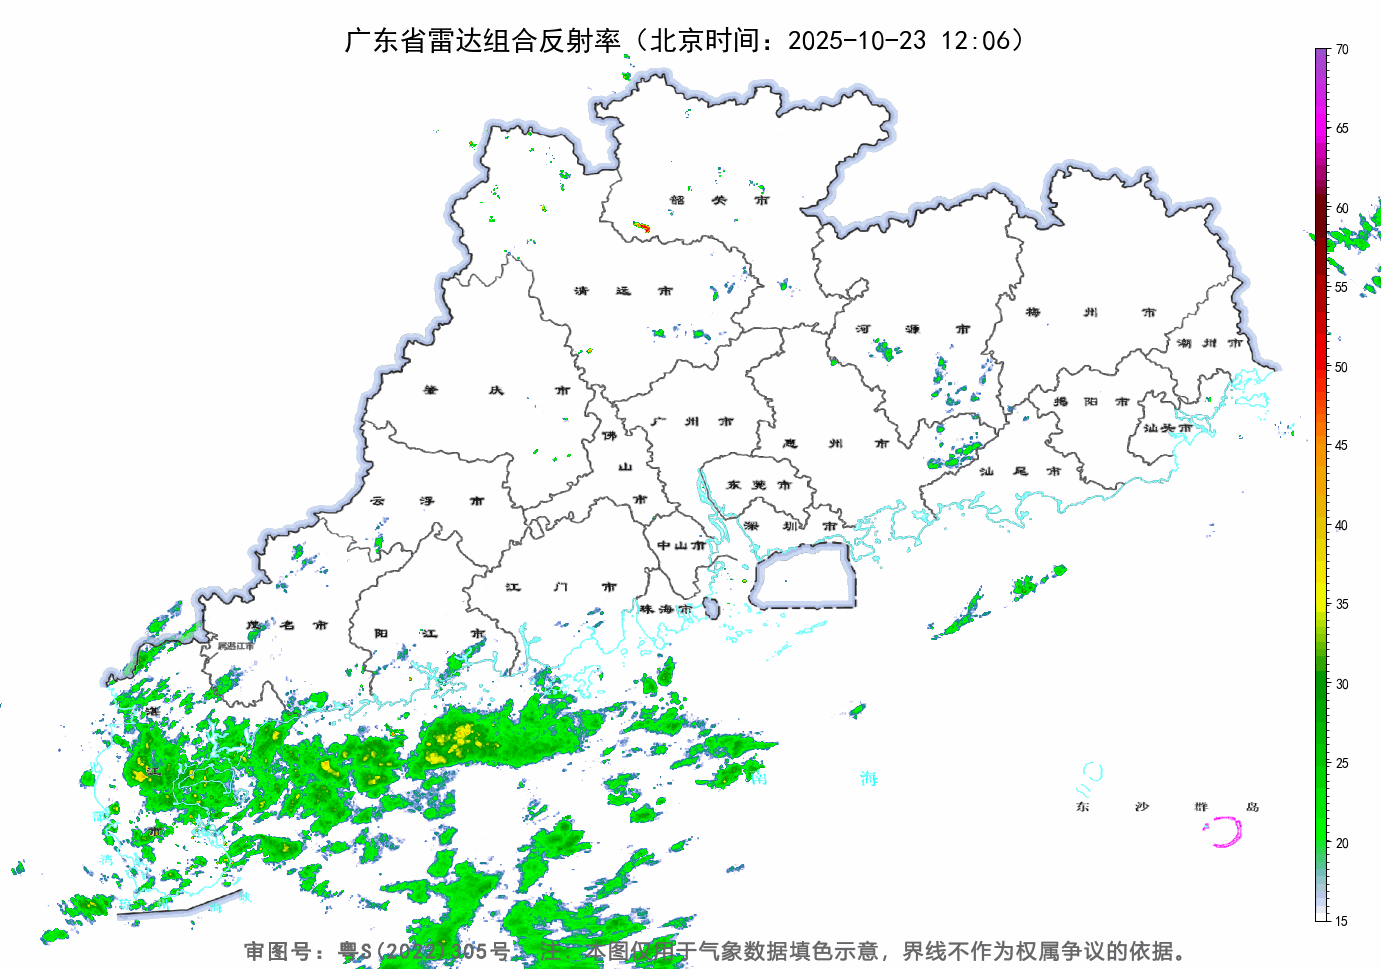 广东省雷达组合反射率（北京时间：2025-10-23 12:06）
70
65
60
55
50
45
40
35
30
25
20
15
韶关市
清远市
河源市
梅州市
潮州市
肇庆市
广州市
佛山市
惠州市
揭阳市
汕头市
汕尾市
云浮市
东莞市
深圳市
中山市
江门市
珠海市
茂名市
属湛江市
阳江市
湛江市
南海
东沙群岛
审图号：粤S(2022)305号 注：本图仅用于气象数据填色示意，界线不作为权属争议的依据。